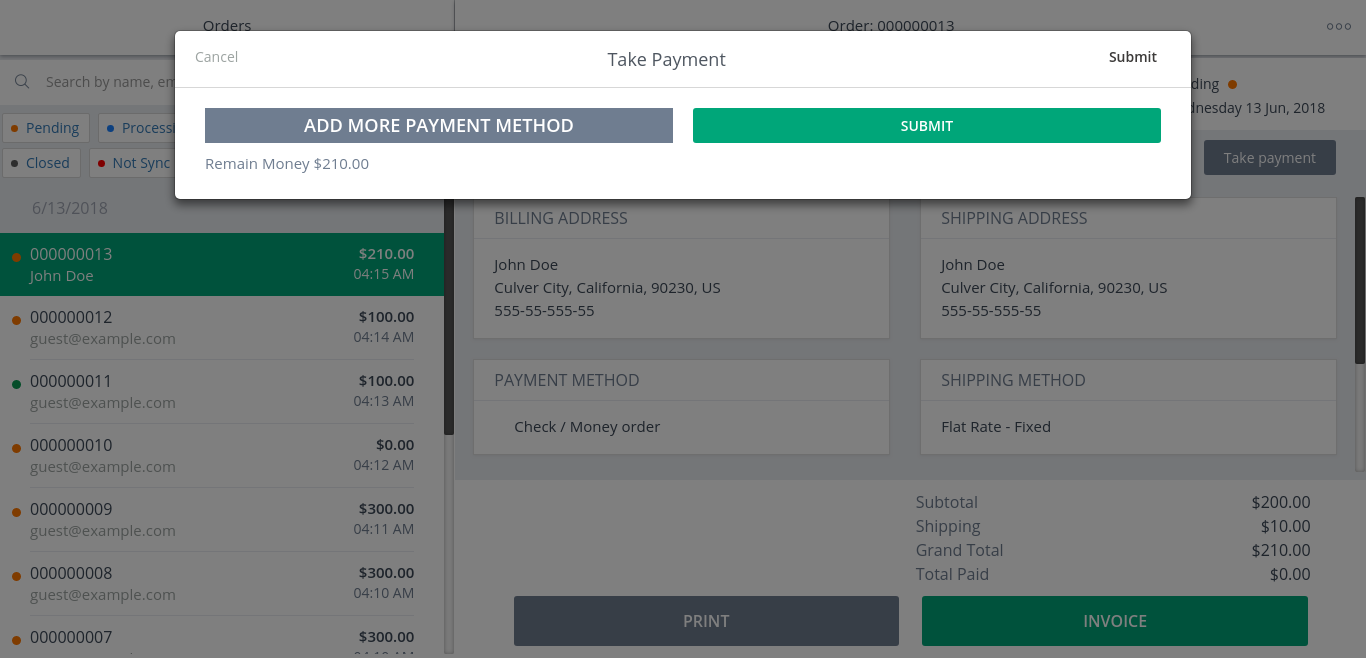 Orders
Order: 000000013
Cancel
Take Payment
Submit
ADD MORE PAYMENT METHOD
SUBMIT
Remain Money $210.00
Search by name, em
Pending
Processi
Closed
Not Sync
ding
dnesday 13 Jun, 2018
Take payment
6/13/2018
000000013 $210.00
John Doe 04:15 AM
000000012 $100.00
guest@example.com 04:14 AM
000000011 $100.00
guest@example.com 04:13 AM
000000010 $0.00
guest@example.com 04:12 AM
000000009 $300.00
guest@example.com 04:11 AM
000000008 $300.00
guest@example.com 04:10 AM
000000007 $300.00
BILLING ADDRESS
John Doe
Culver City, California, 90230, US
555-55-555-55
SHIPPING ADDRESS
John Doe
Culver City, California, 90230, US
555-55-555-55
PAYMENT METHOD
Check / Money order
SHIPPING METHOD
Flat Rate - Fixed
Subtotal $200.00
Shipping $10.00
Grand Total $210.00
Total Paid $0.00
PRINT
INVOICE